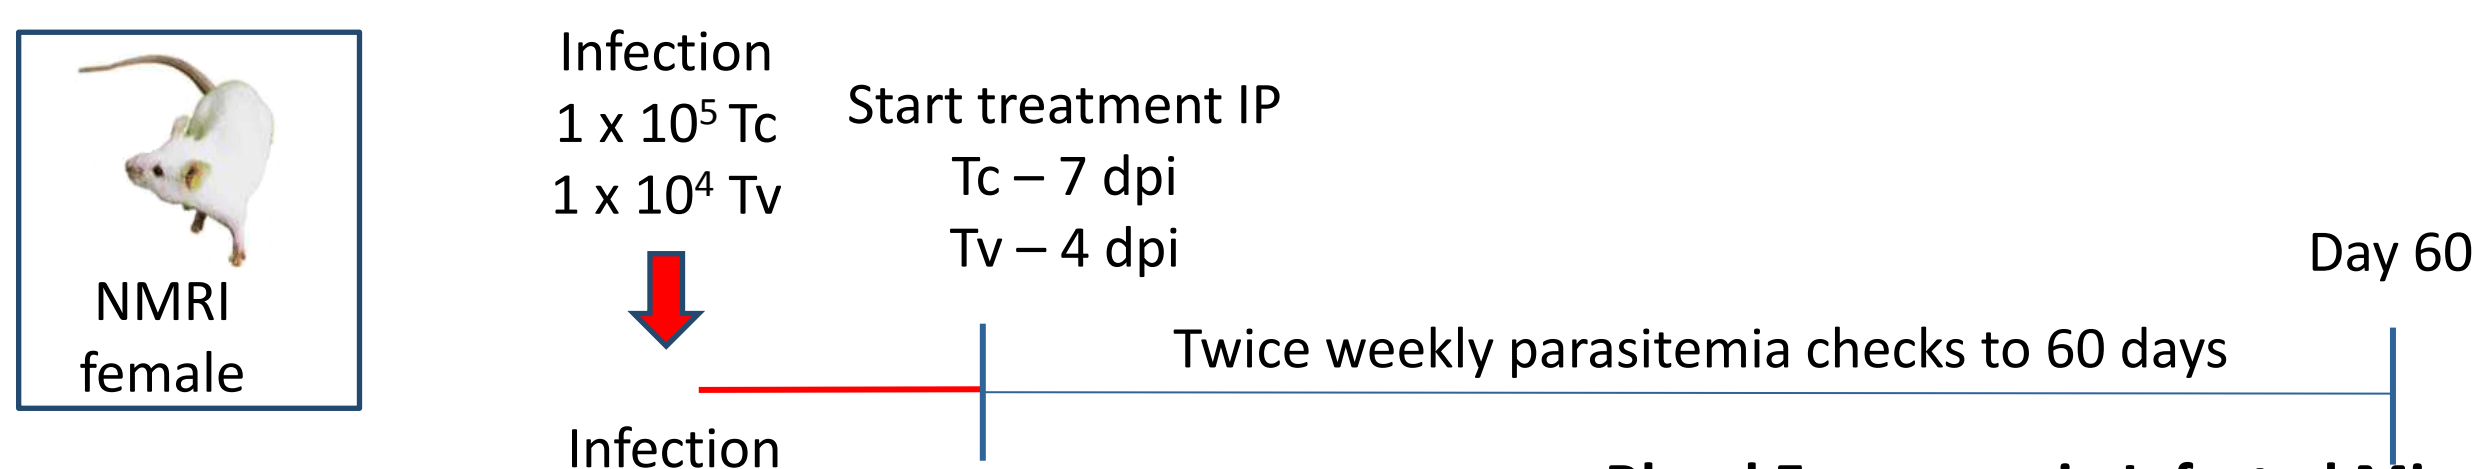 NMRI
female
Infection
1 x 10⁵ Tc
1 x 10⁴ Tv
Start treatment IP
Tc – 7 dpi
Tv – 4 dpi
Day 60
Twice weekly parasitemia checks to 60 days
Infection